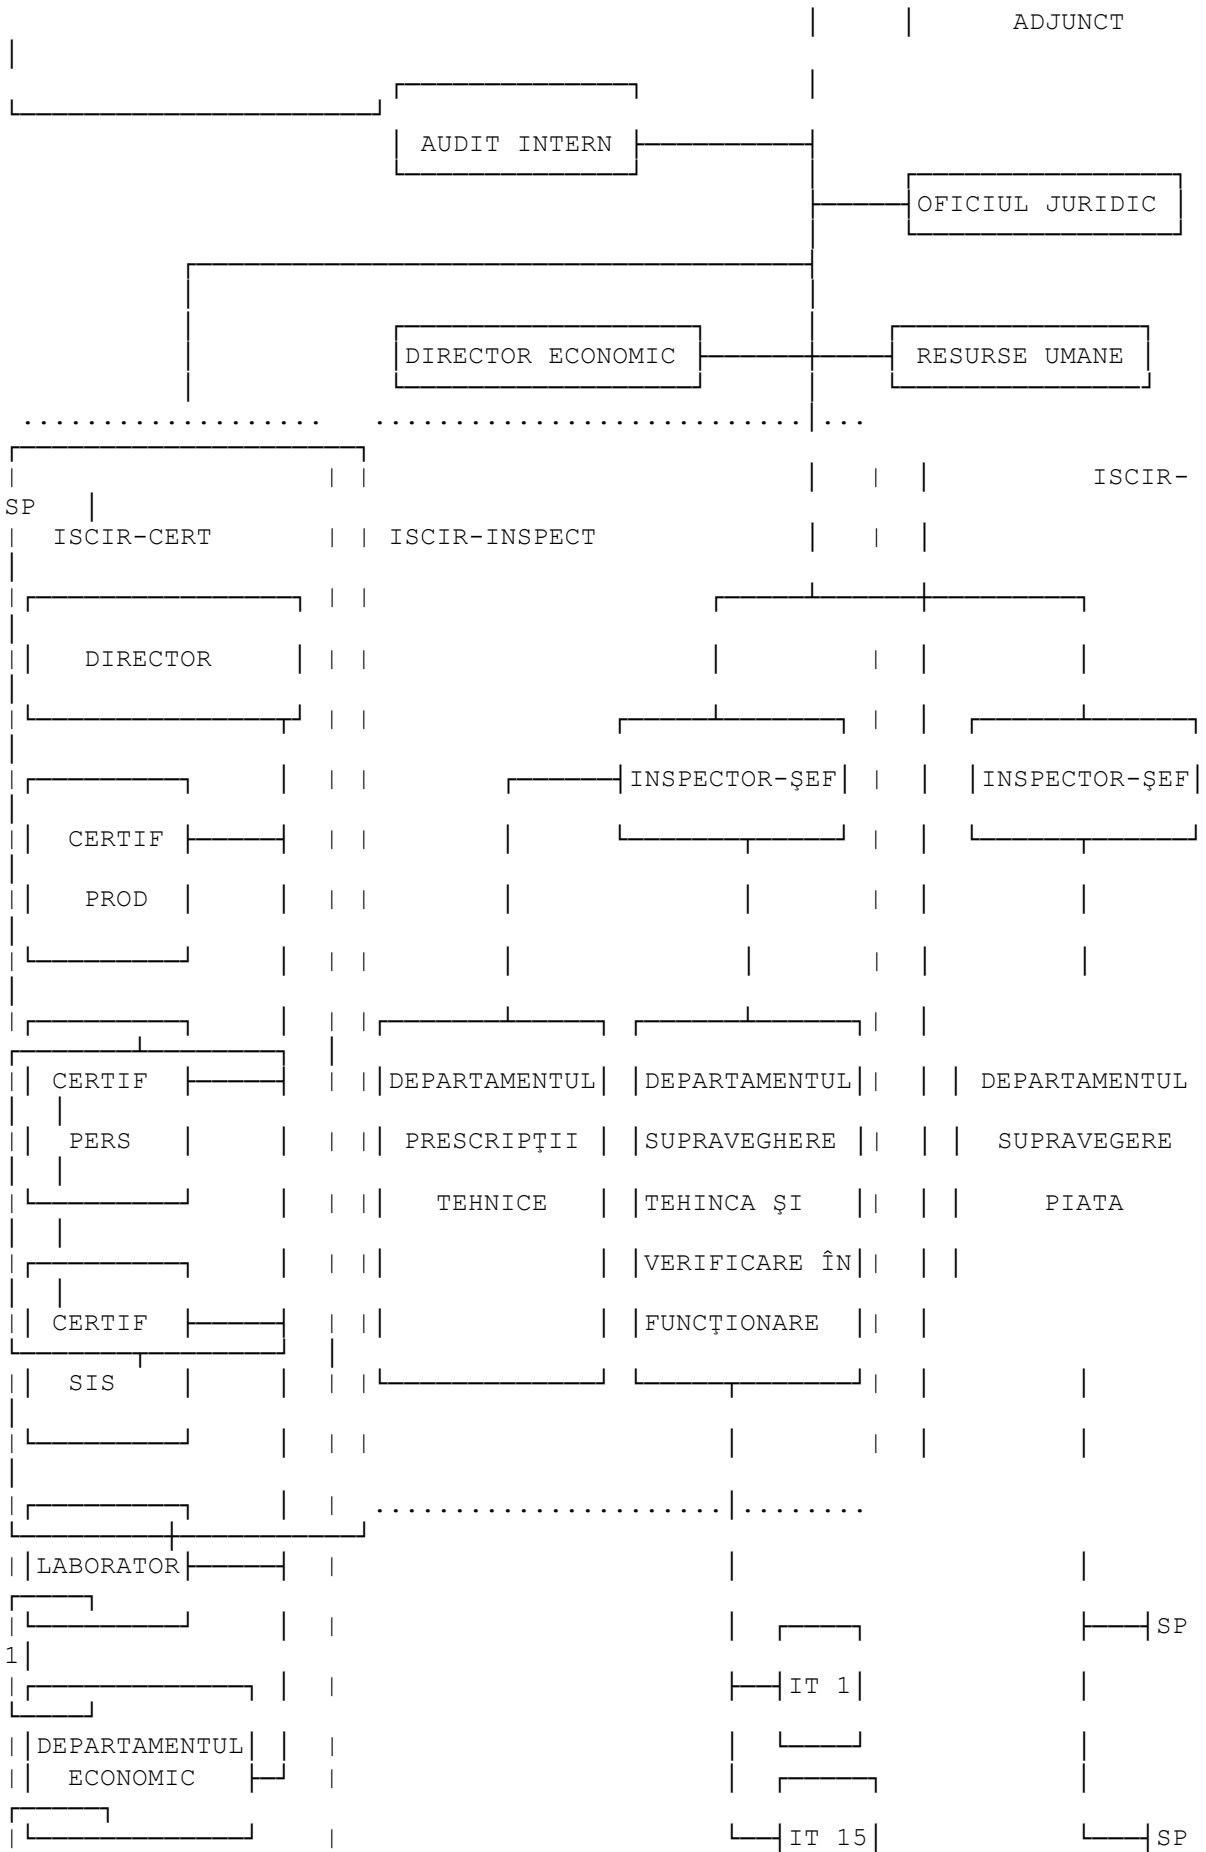 ADJUNCT
AUDIT INTERN
OFICIUL JURIDIC
DIRECTOR ECONOMIC RESURSE UMANE
ISCIR-
SP
ISCIR-CERT ISCIR-INSPECT
DIRECTOR
INSPECTOR-ŞEF INSPECTOR-ŞEF
CERTIF
PROD
CERTIF DEPARTAMENTUL DEPARTAMENTUL DEPARTAMENTUL
PERS PRESCRIPŢII SUPRAVEGHERE SUPRAVEGERE
TEHNICE TEHINCA ŞI PIATA
VERIFICARE ÎN
CERTIF FUNCŢIONARE
SIS
LABORATOR
SP
1
IT 1
DEPARTAMENTUL
ECONOMIC
IT 15 SP